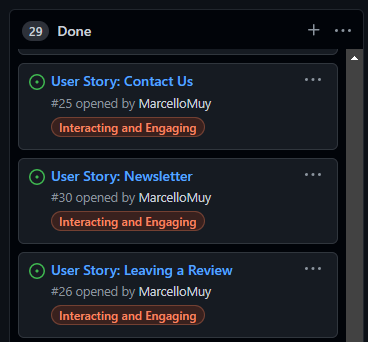 29 Done
User Story: Contact Us
#25 opened by MarcelloMuy
Interacting and Engaging
User Story: Newsletter
#30 opened by MarcelloMuy
Interacting and Engaging
User Story: Leaving a Review
#26 opened by MarcelloMuy
Interacting and Engaging